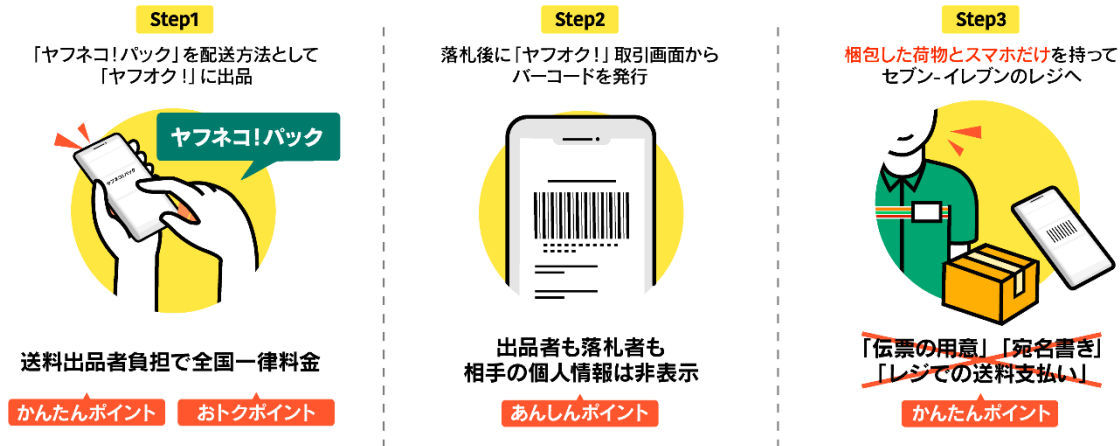 Step1
「ヤフネコ!パック」を配送方法として
「ヤフオク!」に出品
ヤフネコ!パック
ヤフネコ!パック
送料出品者負担で全国一律料金
かんたんポイント
おトクポイント
Step2
落札後に「ヤフオク!」取引画面から
バーコードを発行
出品者も落札者も
相手の個人情報は非表示
あんしんポイント
Step3
梱包した荷物とスマホだけを持って
セブン-イレブンのレジへ
「伝票の用意」「宛名書き」
「レジでの送料支払い」
かんたんポイント